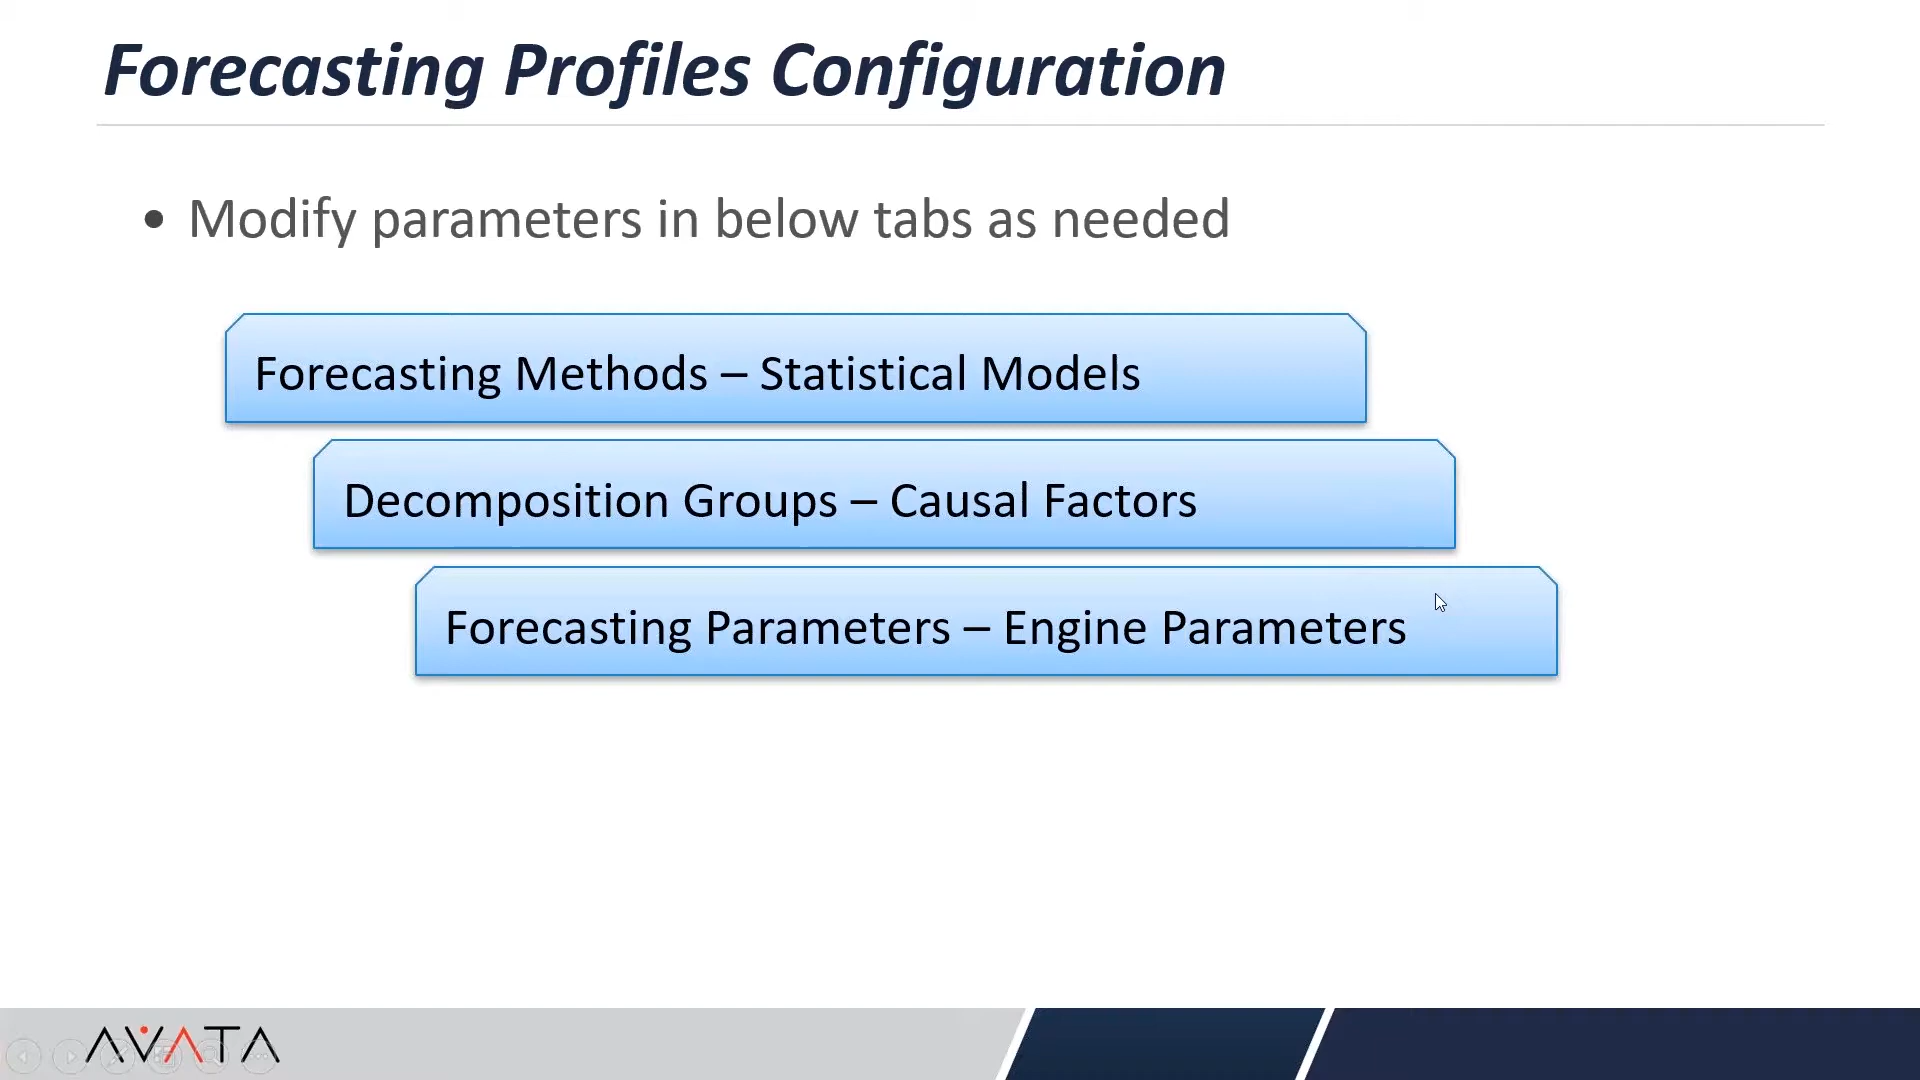 Forecasting Profiles Configuration
• Modify parameters in below tabs as needed
Forecasting Methods – Statistical Models
Decomposition Groups – Causal Factors
Forecasting Parameters – Engine Parameters
AVATA